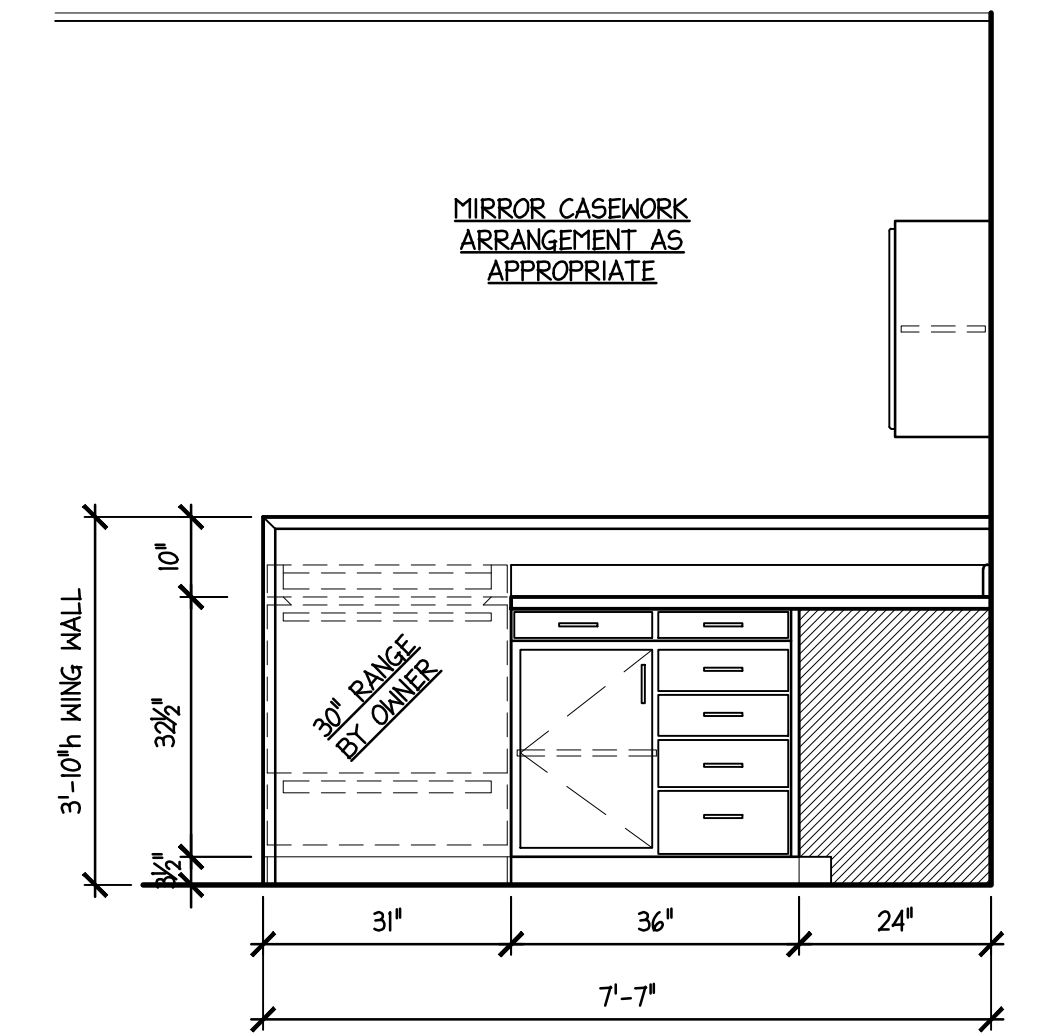 MIRROR CASEWORK
ARRANGEMENT AS
APPROPRIATE
10"
3'-10"h WING WALL
32½"
30" RANGE
BY OWNER
3½"
31"
36"
24"
7'-7"